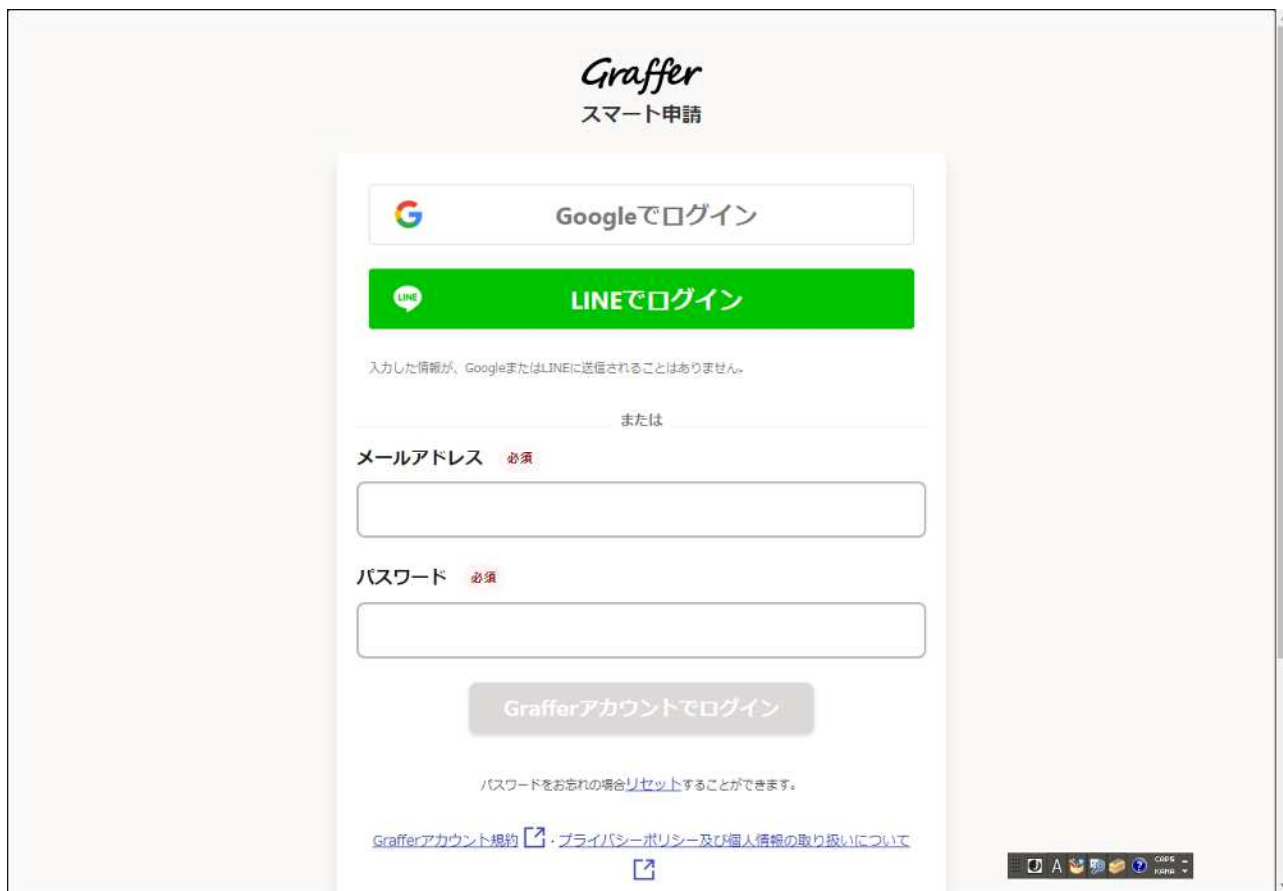 Graffer
スマート申請
Googleでログイン
LINE
LINEでログイン
入力した情報が、GoogleまたはLINEに送信されることはありません。
または
メールアドレス 必須
パスワード 必須
Grafferアカウントでログイン
パスワードをお忘れの場合リセットすることができます。
Grafferアカウント規約 ・プライバシーポリシー及び個人情報の取り扱いについて
A ? CAPS
KANA